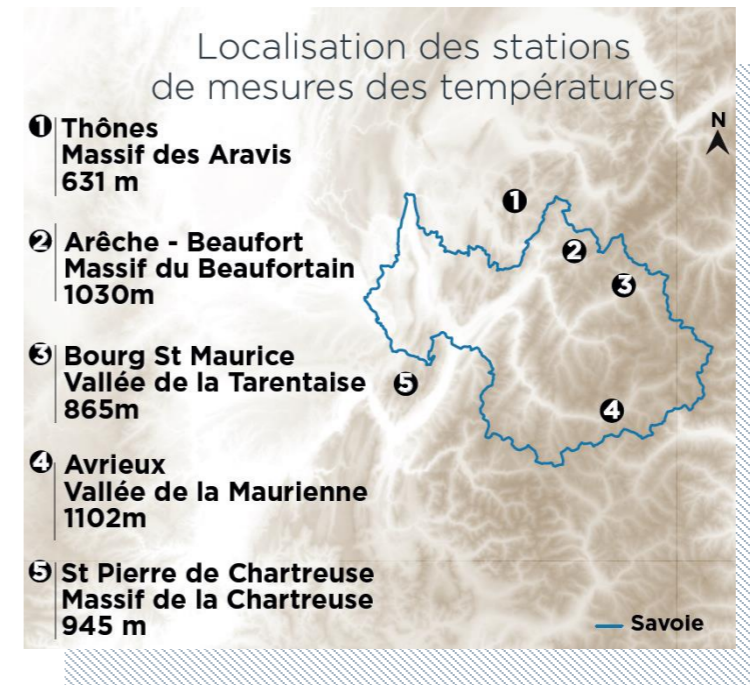 Localisation des stations
de mesures des températures
N
1 Thônes
Massif des Aravis
631 m
2 Arêche - Beaufort
Massif du Beaufortain
1030m
3 Bourg St Maurice
Vallée de la Tarentaise
865m
4 Avrieux
Vallée de la Maurienne
1102m
5 St Pierre de Chartreuse
Massif de la Chartreuse
945 m
1
2
3
5
4
Savoie